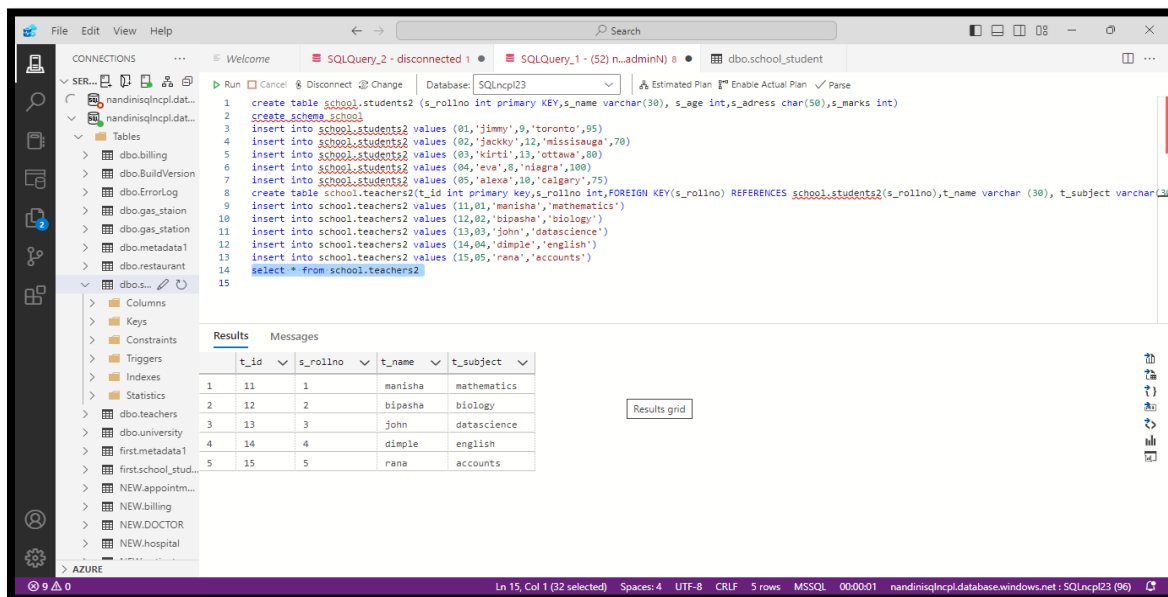 File Edit View Help
Search
CONNECTIONS ...
Welcome
SQLQuery_2 - disconnected 1
SQLQuery_1 - (52) n...adminN) 8
dbo.school_student
SER...
Run Cancel Disconnect Change Database: SQLncpl23 Estimated Plan Enable Actual Plan Parse
nandinisqlncpl.dat...
nandinisqlncpl.dat...
Tables
dbo.billing
dbo.BuildVersion
dbo.ErrorLog
dbo.gas_staion
dbo.gas_station
dbo.metadata1
dbo.restaurant
dbo.s...
Columns
Keys
Constraints
Triggers
Indexes
Statistics
dbo.teachers
dbo.university
first.metadata1
first.school_stud...
NEW.appointm...
NEW.billing
NEW.DOCTOR
NEW.hospital
AZURE
2
1 create table school.students2 (s_rollno int primary KEY,s_name varchar(30), s_age int,s_adress char(50),s_marks int)
2 create schema school
3 insert into school.students2 values (01,'jimmy',9,'toronto',95)
4 insert into school.students2 values (02,'jackky',12,'missisauga',70)
5 insert into school.students2 values (03,'kirti',13,'ottawa',80)
6 insert into school.students2 values (04,'eva',8,'niagra',100)
7 insert into school.students2 values (05,'alexa',10,'calgary',75)
8 create table school.teachers2(t_id int primary key,s_rollno int,FOREIGN KEY(s_rollno) REFERENCES school.students2(s_rollno),t_name varchar (30), t_subject varchar(30
9 insert into school.teachers2 values (11,01,'manisha','mathematics')
10 insert into school.teachers2 values (12,02,'bipasha','biology')
11 insert into school.teachers2 values (13,03,'john','datascience')
12 insert into school.teachers2 values (14,04,'dimple','english')
13 insert into school.teachers2 values (15,05,'rana','accounts')
14 select * from school.teachers2
15
Results Messages
t_id s_rollno t_name t_subject
1 11 1 manisha mathematics
2 12 2 bipasha biology
3 13 3 john datascience
4 14 4 dimple english
5 15 5 rana accounts
Results grid
9 0 Ln 15, Col 1 (32 selected) Spaces: 4 UTF-8 CRLF 5 rows MSSQL 00:00:01 nandinisqlncpl.database.windows.net : SQLncpl23 (96)